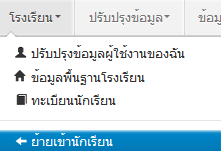 โรงเรียน ปรับปรุงข้อมูล ข้อม
ปรับปรุงข้อมูลผู้ใช้งานของฉัน
ข้อมูลพื้นฐานโรงเรียน
ทะเบียนนักเรียน
ย้ายเข้านักเรียน